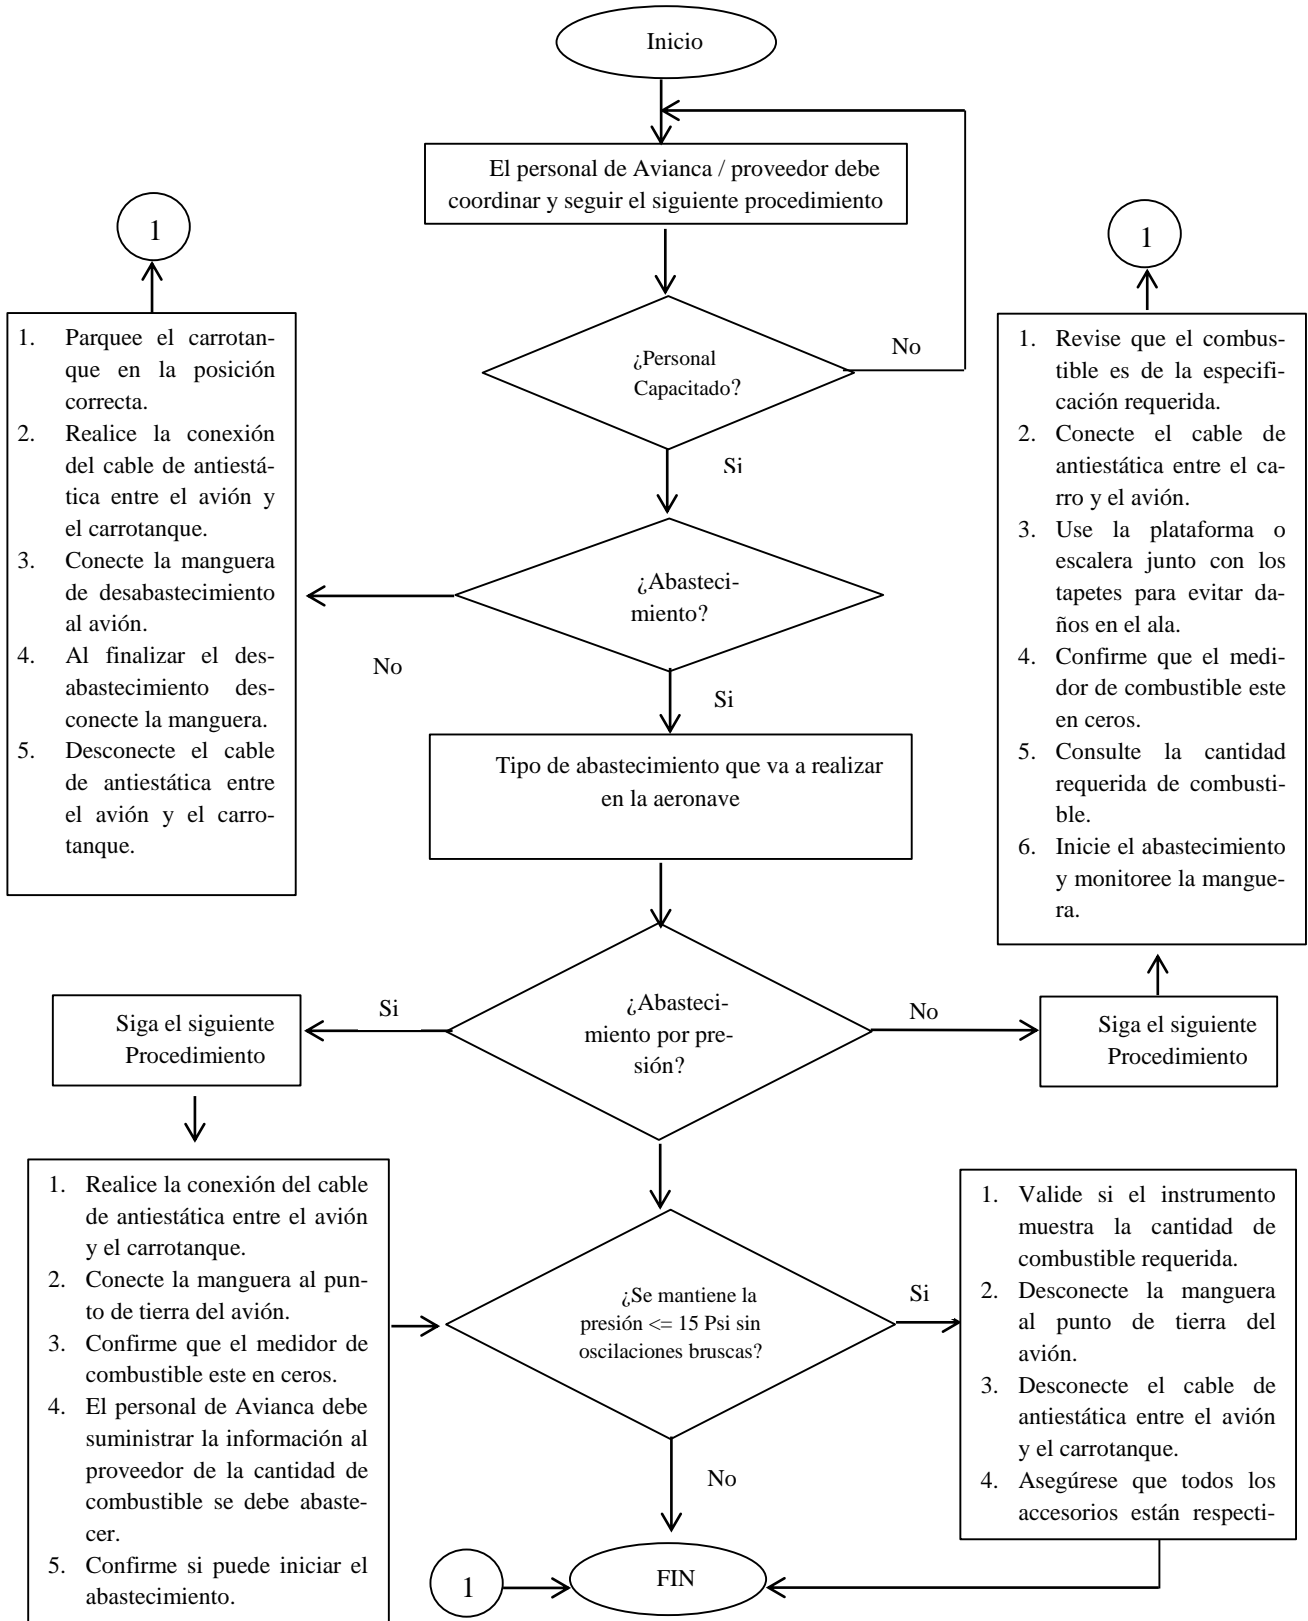 Inicio
El personal de Avianca / proveedor debe
coordinar y seguir el siguiente procedimiento
1
1
¿Personal
Capacitado?
No
Si
1. Parquee el carrotan-
que en la posición
correcta.
2. Realice la conexión
del cable de antiestá-
tica entre el avión y
el carrotanque.
3. Conecte la manguera
de desabastecimiento
al avión.
4. Al finalizar el des-
abastecimiento des-
conecte la manguera.
5. Desconecte el cable
de antiestática entre
el avión y el carro-
tanque.
¿Abasteci-
miento?
No
Si
1. Revise que el combus-
tible es de la especifi-
cación requerida.
2. Conecte el cable de
antiestática entre el ca-
rro y el avión.
3. Use la plataforma o
escalera junto con los
tapetes para evitar da-
ños en el ala.
4. Confirme que el medi-
dor de combustible este
en ceros.
5. Consulte la cantidad
requerida de combusti-
ble.
6. Inicie el abastecimiento
y monitoree la mangue-
ra.
Tipo de abastecimiento que va a realizar
en la aeronave
¿Abasteci-
miento por pre-
sión?
Si
No
Siga el siguiente
Procedimiento
Siga el siguiente
Procedimiento
1. Realice la conexión del cable
de antiestática entre el avión
y el carrotanque.
2. Conecte la manguera al pun-
to de tierra del avión.
3. Confirme que el medidor de
combustible este en ceros.
4. El personal de Avianca debe
suministrar la información al
proveedor de la cantidad de
combustible se debe abaste-
cer.
5. Confirme si puede iniciar el
abastecimiento.
¿Se mantiene la
presión <= 15 Psi sin
oscilaciones bruscas?
Si
No
1. Valide si el instrumento
muestra la cantidad de
combustible requerida.
2. Desconecte la manguera
al punto de tierra del
avión.
3. Desconecte el cable de
antiestática entre el avión
y el carrotanque.
4. Asegúrese que todos los
accesorios están respecti-
1
FIN